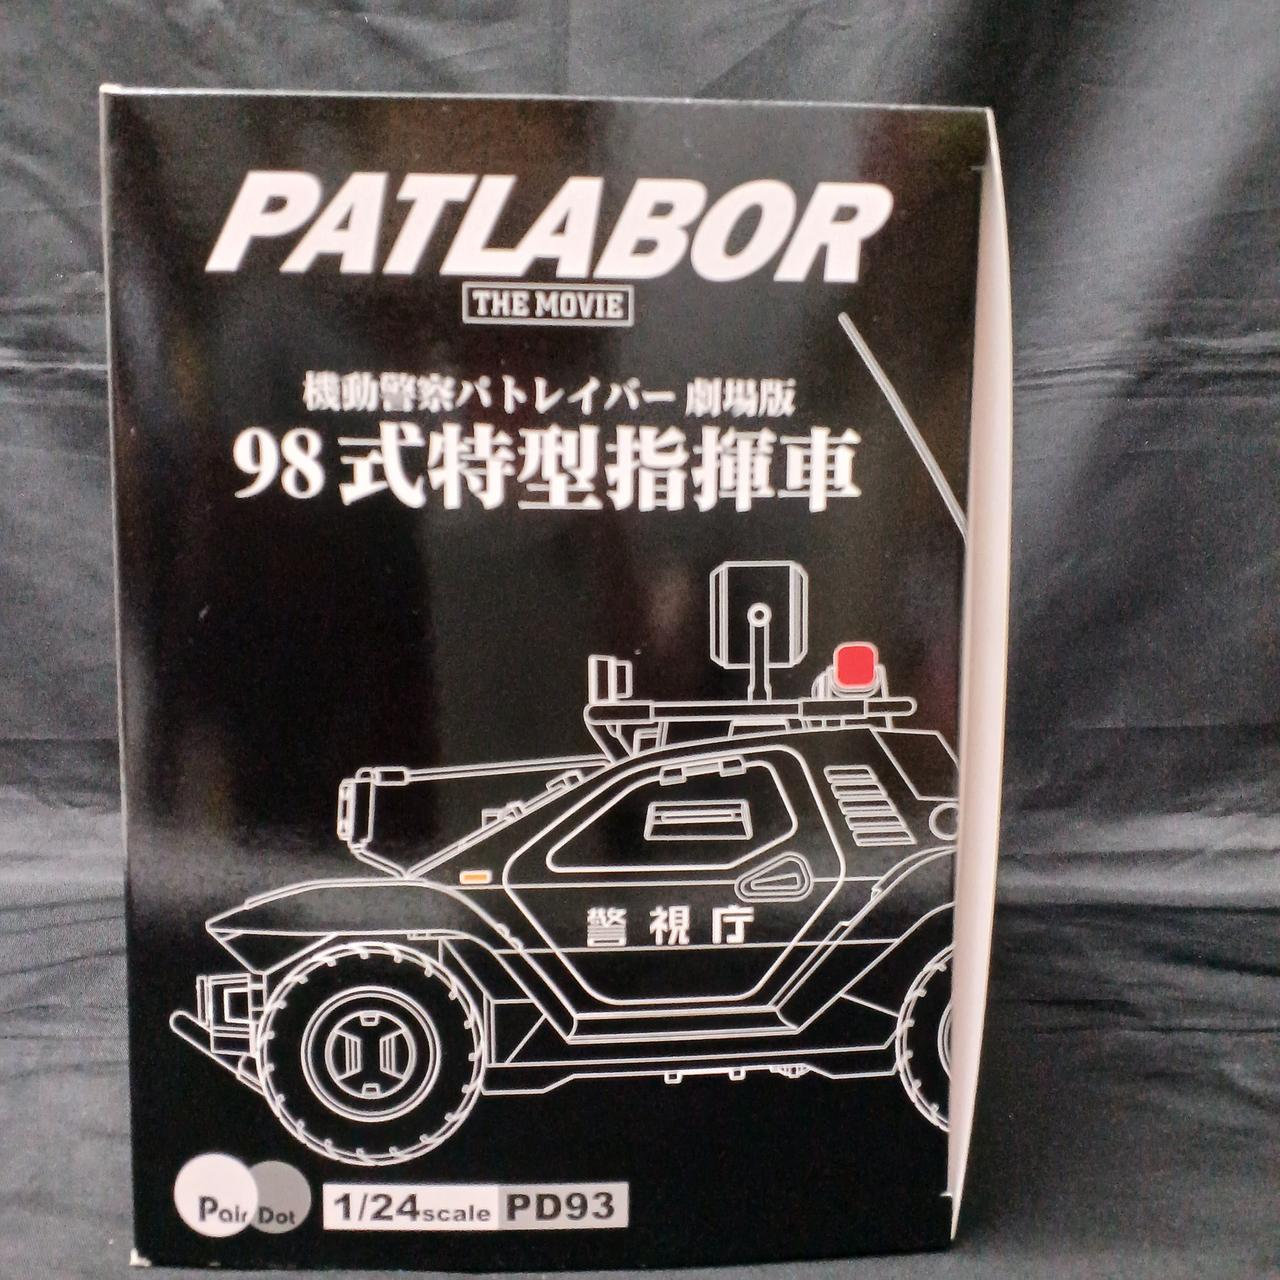 PATLABOR
THE MOVIE
機動警察パトレイバー 劇場版
98式特型指揮車
警視庁
Pair Dot
1/24scale PD93